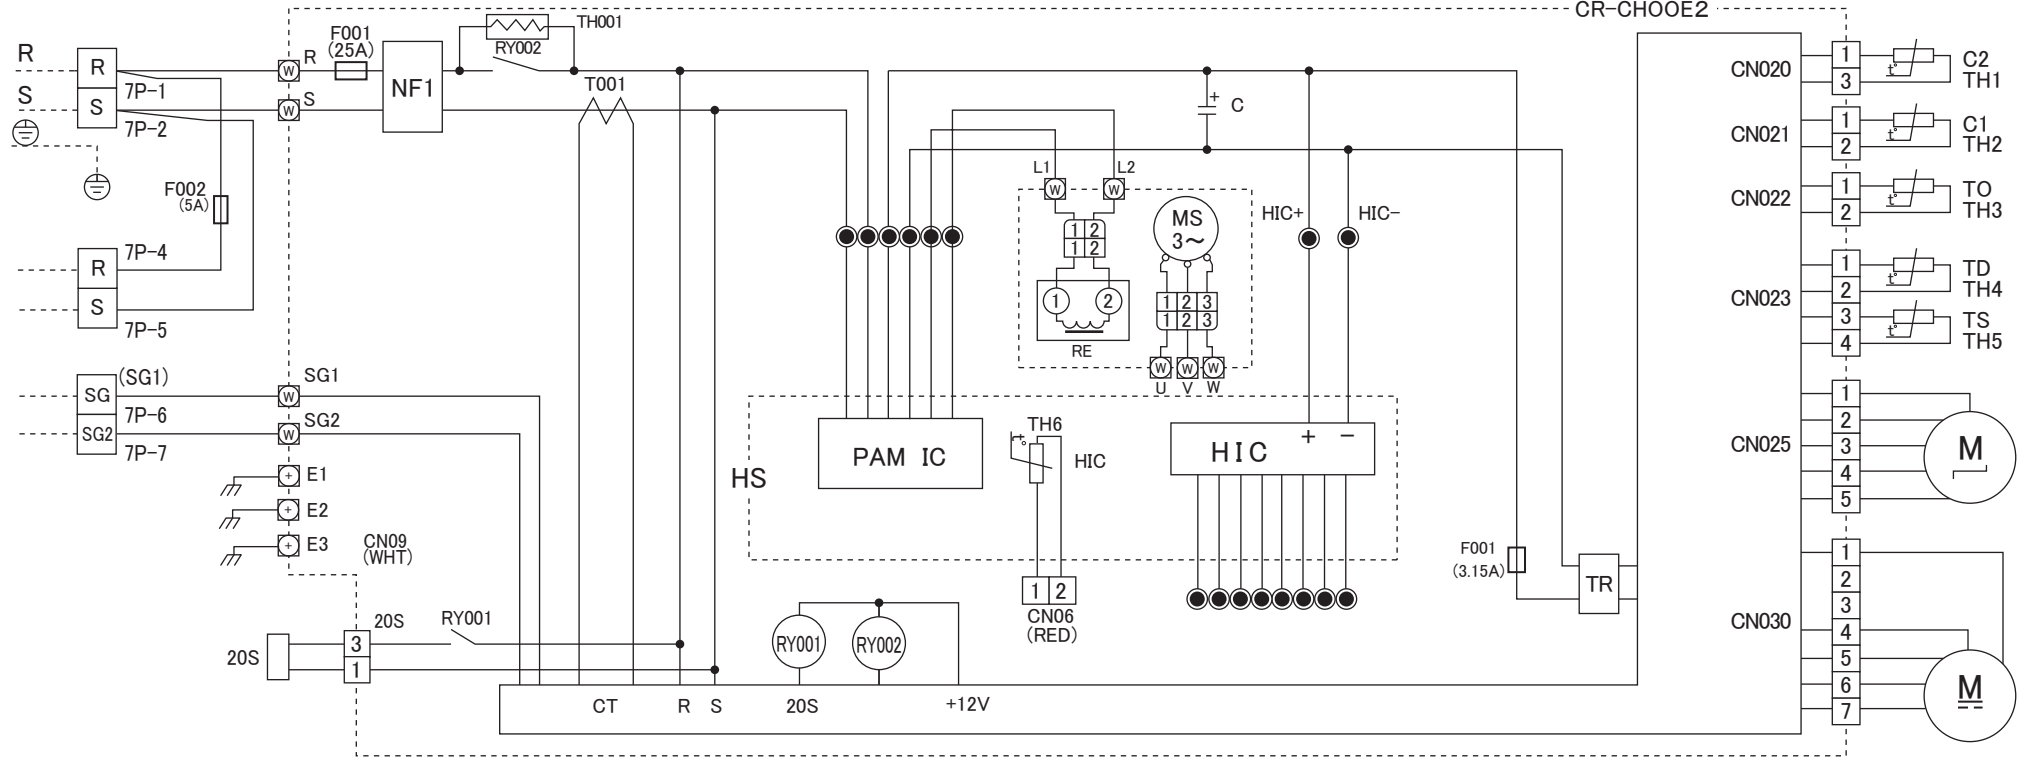 CR-CHOOE2
R
R
7P-1
S
S
7P-2
F002
(5A)
R
7P-4
S
7P-5
SG
(SG1)
7P-6
SG2
7P-7
W
R
W
S
F001
(25A)
NF1
TH001
RY002
T001
W
SG1
W
SG2
E1
E2
E3
CN09
(WHT)
20S
20S
3
1
RY001
CT
R
S
20S
+12V
RY001
RY002
HS
PAM IC
TH6
t°
HIC
1 2
CN06
(RED)
HIC
+
−
HIC+
HIC-
+
C
L1
W
L2
W
1 2
1 2
1
2
RE
MS
3～
1 2 3
1 2 3
W W W
U V W
F001
(3.15A)
TR
CN020
1
3
t°
C2
TH1
CN021
1
2
t°
C1
TH2
CN022
1
2
t°
TO
TH3
CN023
1
2
3
4
t°
TD
TH4
t°
TS
TH5
CN025
1
2
3
4
5
M
CN030
1
2
3
4
5
6
7
M